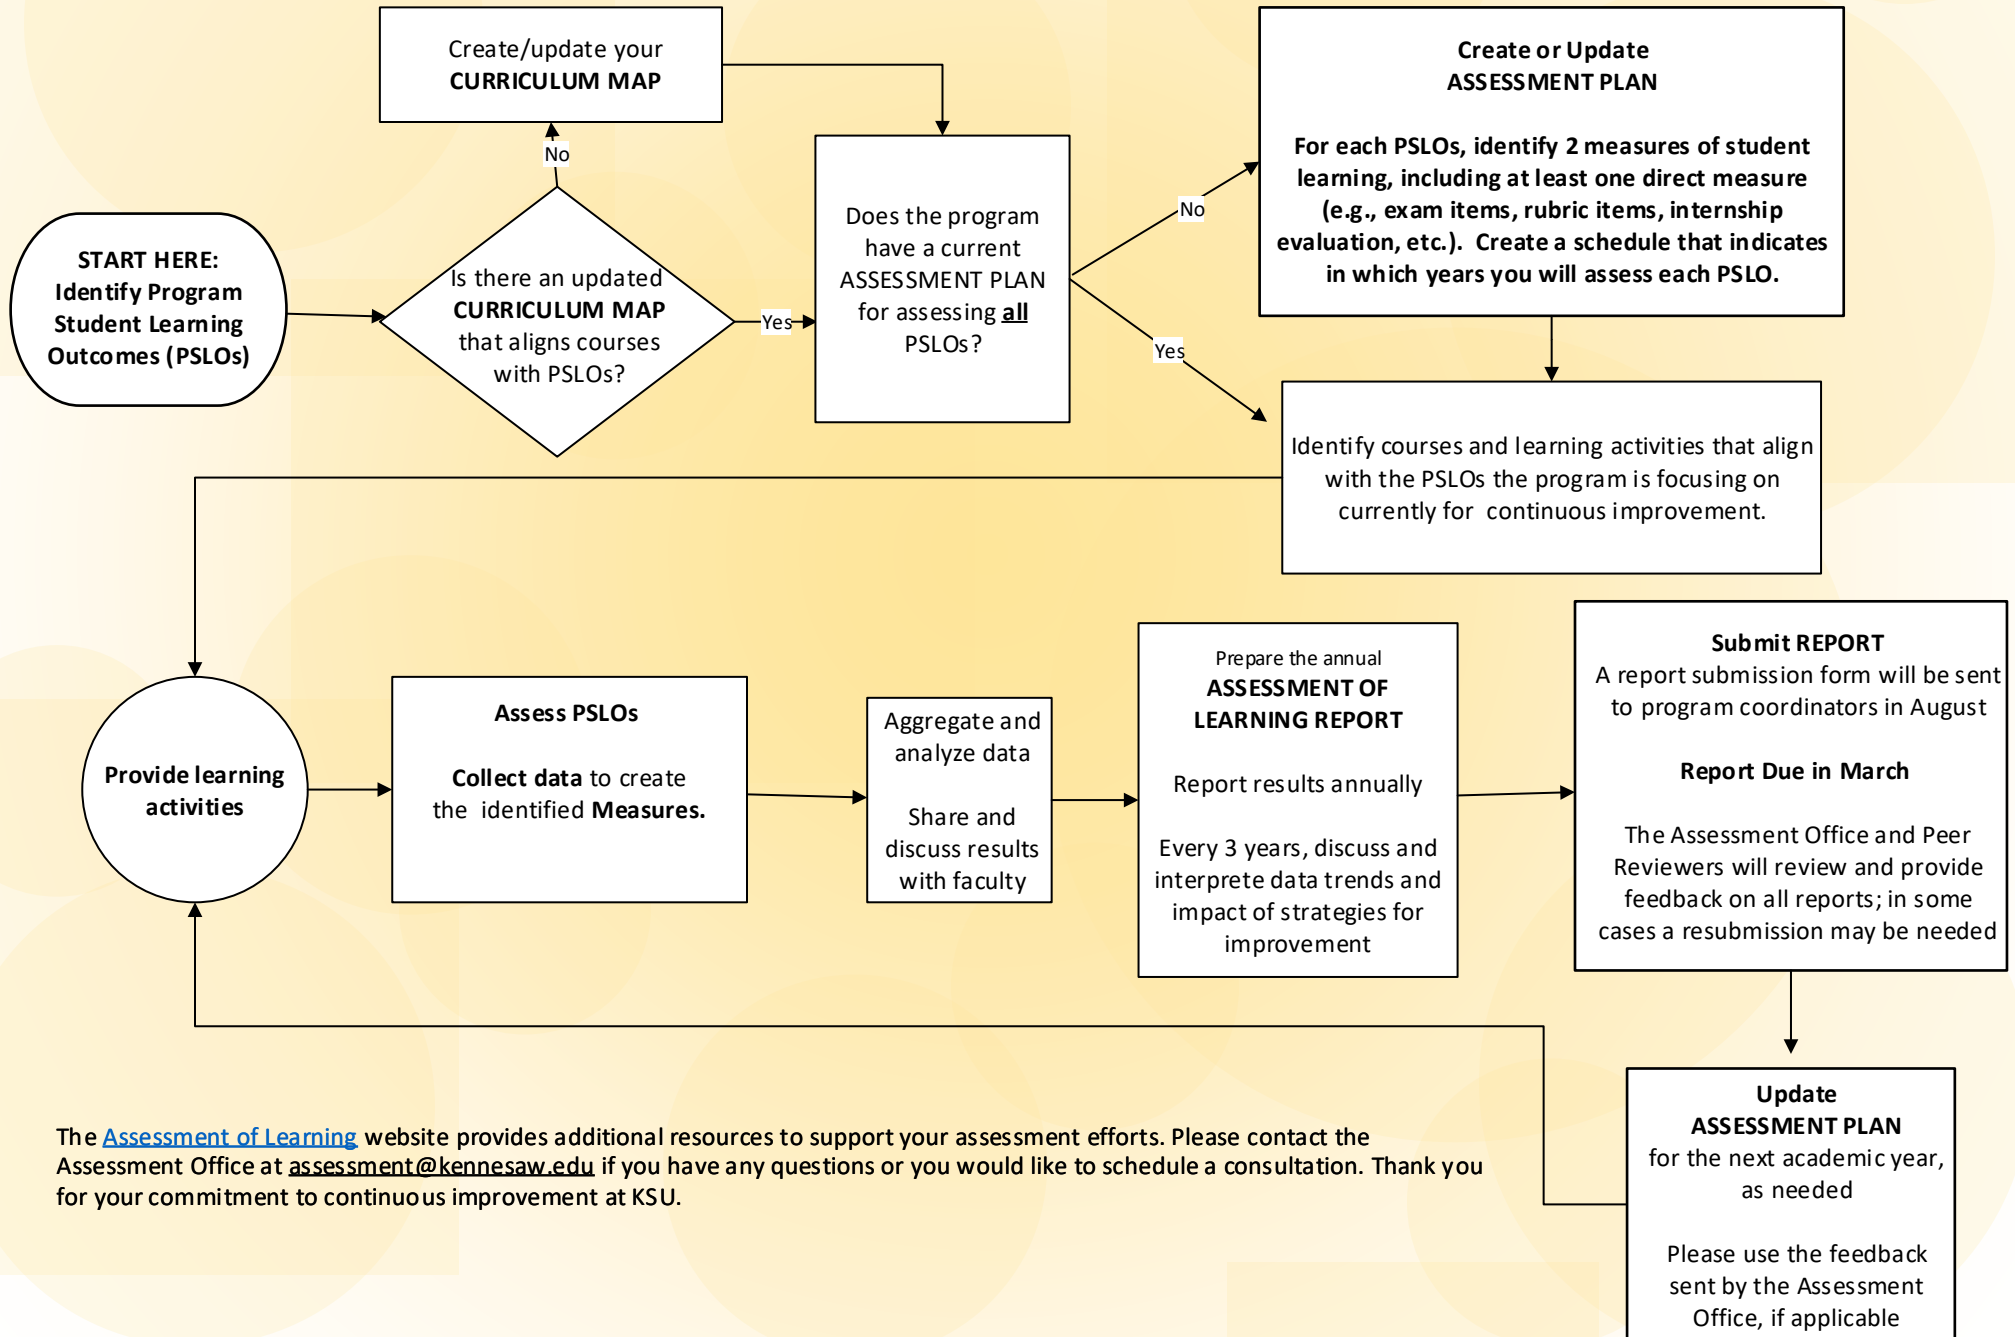 Create/update your
CURRICULUM MAP
No
START HERE:
Identify Program
Student Learning
Outcomes (PSLOs)
Is there an updated
CURRICULUM MAP
that aligns courses
with PSLOs?
Yes
Does the program
have a current
ASSESSMENT PLAN
for assessing all
PSLOs?
No
Yes
Create or Update
ASSESSMENT PLAN
For each PSLOs, identify 2 measures of student
learning, including at least one direct measure
(e.g., exam items, rubric items, internship
evaluation, etc.). Create a schedule that indicates
in which years you will assess each PSLO.
Identify courses and learning activities that align
with the PSLOs the program is focusing on
currently for continuous improvement.
Provide learning
activities
Assess PSLOs
Collect data to create
the identified Measures.
Aggregate and
analyze data
Share and
discuss results
with faculty
Prepare the annual
ASSESSMENT OF
LEARNING REPORT
Report results annually
Every 3 years, discuss and
interprete data trends and
impact of strategies for
improvement
Submit REPORT
A report submission form will be sent
to program coordinators in August
Report Due in March
The Assessment Office and Peer
Reviewers will review and provide
feedback on all reports; in some
cases a resubmission may be needed
Update
ASSESSMENT PLAN
for the next academic year,
as needed
Please use the feedback
sent by the Assessment
Office, if applicable
The Assessment of Learning website provides additional resources to support your assessment efforts. Please contact the
Assessment Office at assessment@kennesaw.edu if you have any questions or you would like to schedule a consultation. Thank you
for your commitment to continuous improvement at KSU.